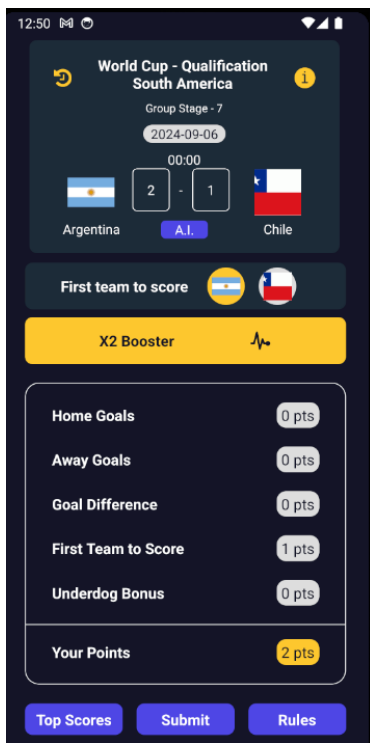 12:50
World Cup - Qualification
South America
i
Group Stage - 7
2024-09-06
00:00
2 - 1
Argentina A.I. Chile
First team to score
X2 Booster
Home Goals 0 pts
Away Goals 0 pts
Goal Difference 0 pts
First Team to Score 1 pts
Underdog Bonus 0 pts
Your Points 2 pts
Top Scores Submit Rules